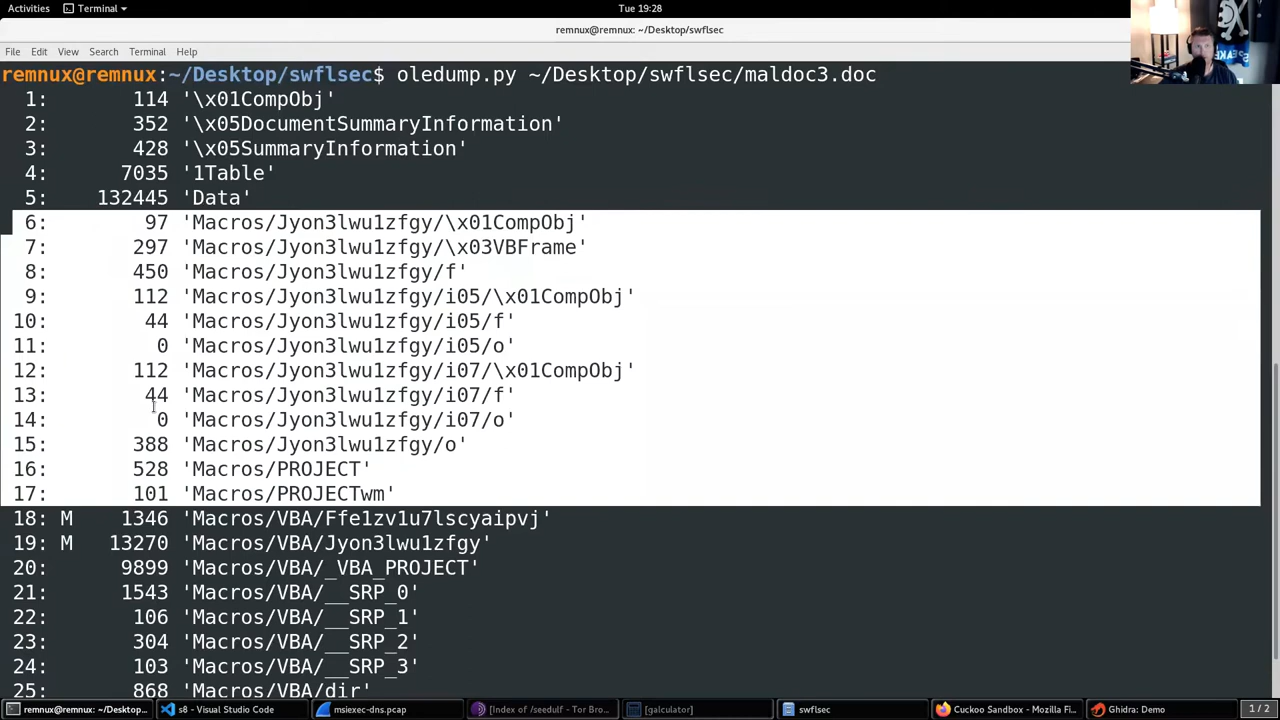 Activities Terminal Tue 19:28
remnux@remnux: ~/Desktop/swflsec
File Edit View Search Terminal Help
remnux@remnux:~/Desktop/swflsec$ oledump.py ~/Desktop/swflsec/maldoc3.doc
1: 114 '\x01CompObj'
2: 352 '\x05DocumentSummaryInformation'
3: 428 '\x05SummaryInformation'
4: 7035 '1Table'
5: 132445 'Data'
6: 97 'Macros/Jyon3lwu1zfgy/\x01CompObj'
7: 297 'Macros/Jyon3lwu1zfgy/\x03VBFrame'
8: 450 'Macros/Jyon3lwu1zfgy/f'
9: 112 'Macros/Jyon3lwu1zfgy/i05/\x01CompObj'
10: 44 'Macros/Jyon3lwu1zfgy/i05/f'
11: 0 'Macros/Jyon3lwu1zfgy/i05/o'
12: 112 'Macros/Jyon3lwu1zfgy/i07/\x01CompObj'
13: 44 'Macros/Jyon3lwu1zfgy/i07/f'
14: 0 'Macros/Jyon3lwu1zfgy/i07/o'
15: 388 'Macros/Jyon3lwu1zfgy/o'
16: 528 'Macros/PROJECT'
17: 101 'Macros/PROJECTwm'
18: M 1346 'Macros/VBA/Ffe1zv1u7lscyaipvj'
19: M 13270 'Macros/VBA/Jyon3lwu1zfgy'
20: 9899 'Macros/VBA/_VBA_PROJECT'
21: 1543 'Macros/VBA/__SRP_0'
22: 106 'Macros/VBA/__SRP_1'
23: 304 'Macros/VBA/__SRP_2'
24: 103 'Macros/VBA/__SRP_3'
25: 868 'Macros/VBA/dir'
remnux@remnux: ~/Desktop... s8 - Visual Studio Code msiexec-dns.pcap [Index of /seedulf - Tor Bro... [galculator] swflsec Cuckoo Sandbox - Mozilla Fi... Ghidra: Demo 1 / 2